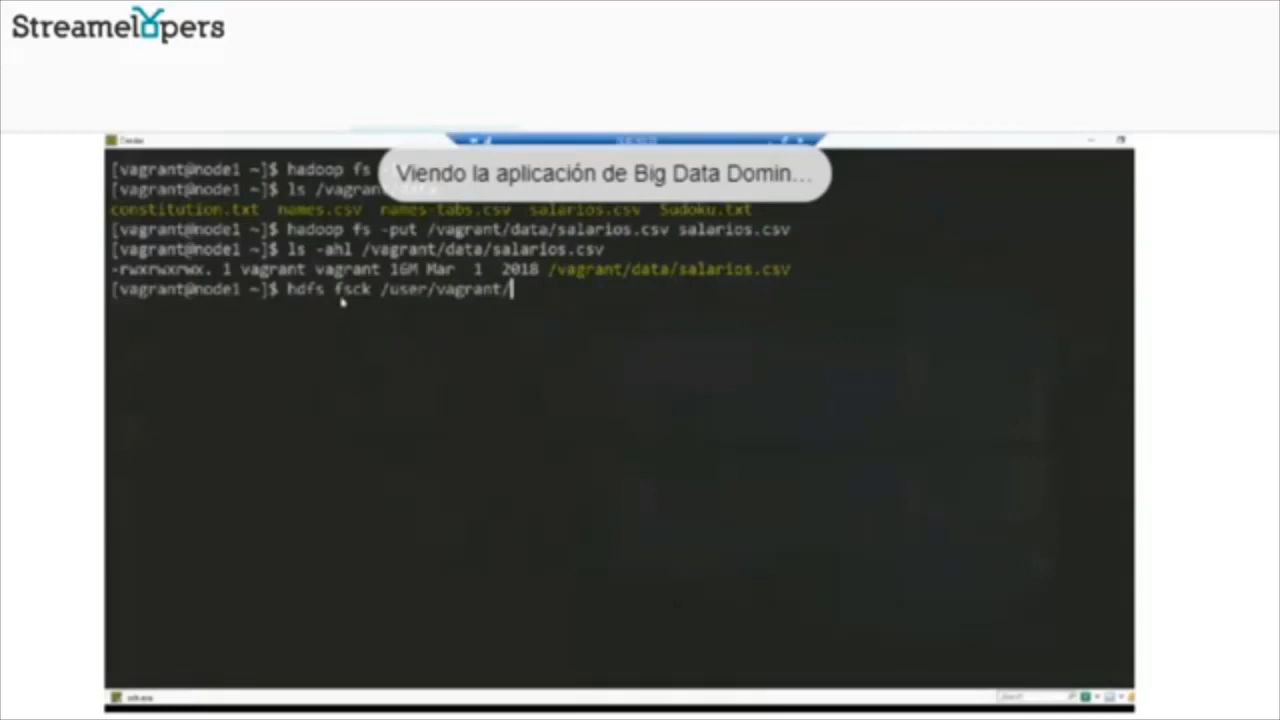 Streamelopers
Cmder
[vagrant@node1 ~]$ hadoop fs
Viendo la aplicación de Big Data Domin...
[vagrant@node1 ~]$ ls /vagrant/data
constitution.txt names.csv names-tabs.csv salarios.csv Sudoku.txt
[vagrant@node1 ~]$ hadoop fs -put /vagrant/data/salarios.csv salarios.csv
[vagrant@node1 ~]$ ls -ahl /vagrant/data/salarios.csv
-rwxrwxrwx. 1 vagrant vagrant 16M Mar 1 2018 /vagrant/data/salarios.csv
[vagrant@node1 ~]$ hdfs fsck /user/vagrant/